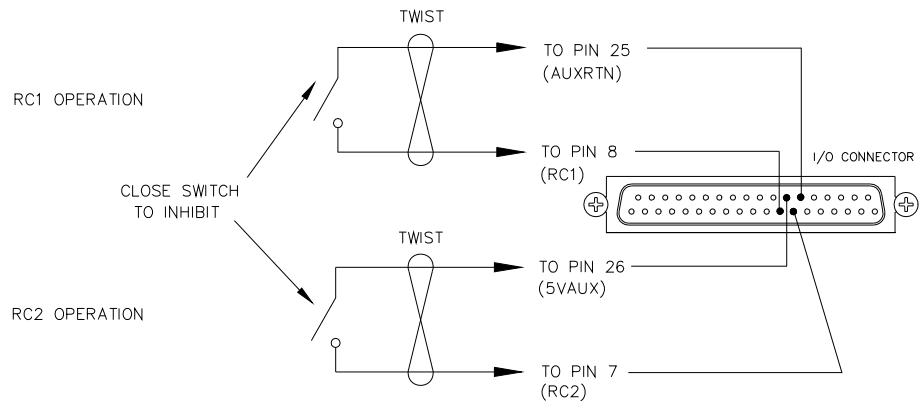 TWIST
TO PIN 25
(AUXRTN)
RC1 OPERATION
TO PIN 8
(RC1)
I/O CONNECTOR
CLOSE SWITCH
TO INHIBIT
TWIST
TO PIN 26
(5VAUX)
RC2 OPERATION
TO PIN 7
(RC2)